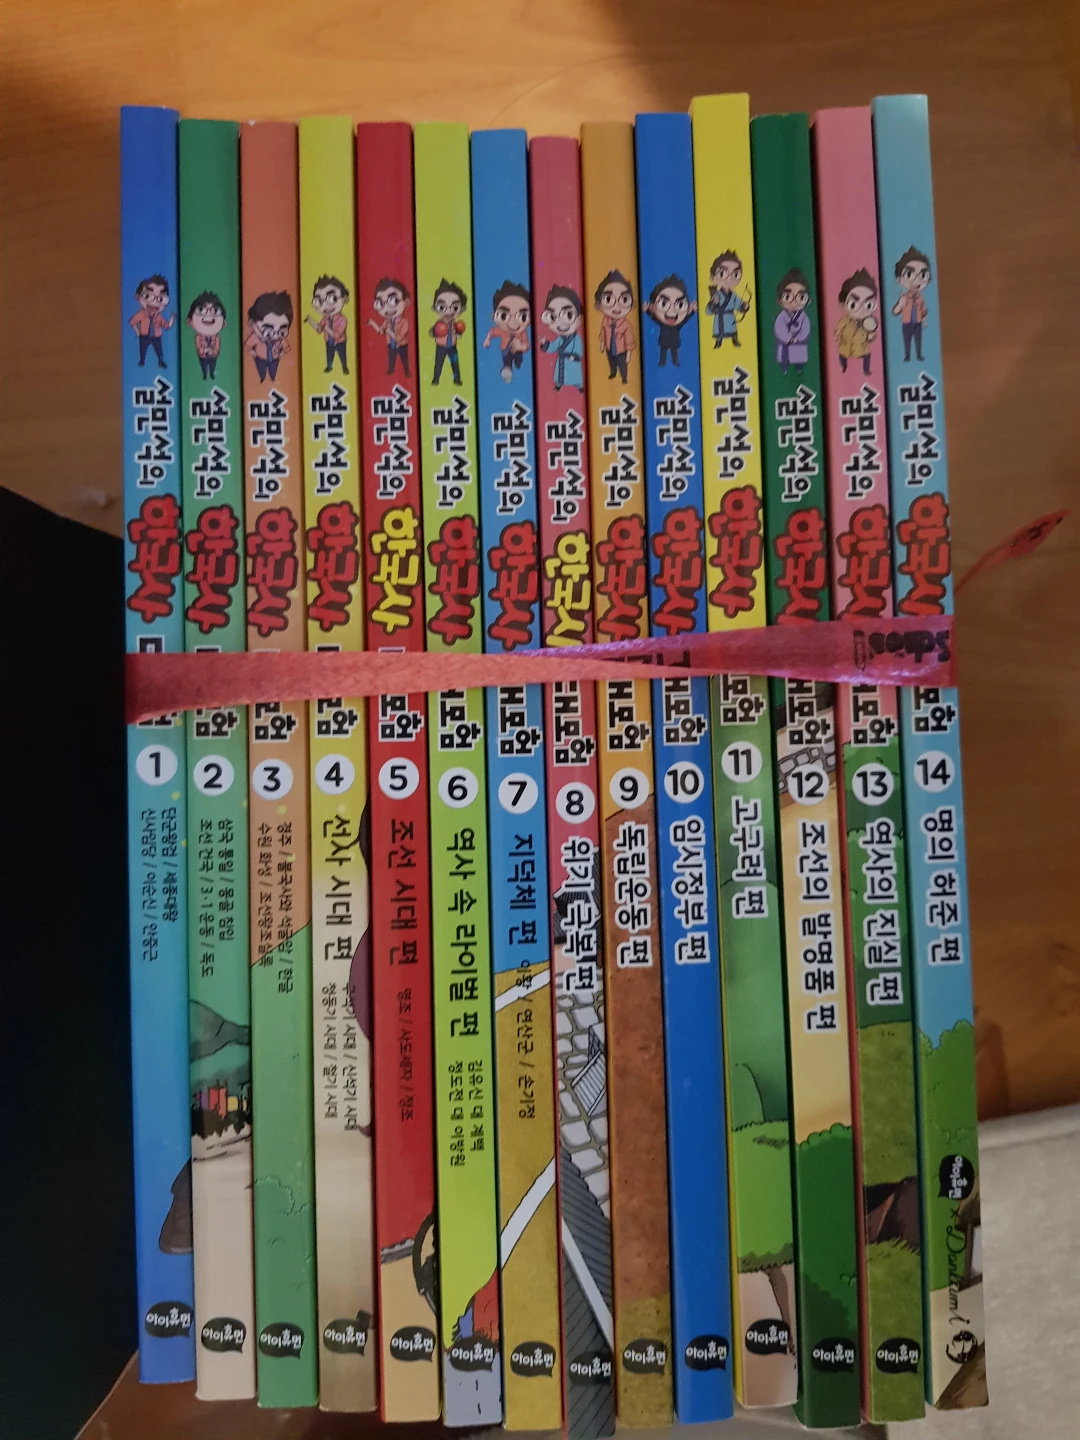 설민석의 한국사 대모험 1 단군왕검 / 세종대왕
신사임당 / 이순신 / 안중근
아이휴먼
설민석의 한국사 대모험 2 삼국 통일 / 몽골 침입
조선 건국 / 3·1 운동 / 독도
아이휴먼
설민석의 한국사 대모험 3 경주 / 불국사와 석굴암 / 한글
수원 화성 / 조선왕조실록
아이휴먼
설민석의 한국사 대모험 4 선사 시대 편 구석기 시대 / 신석기 시대
청동기 시대 / 철기 시대
아이휴먼
설민석의 한국사 대모험 5 조선 시대 편 영조 / 사도세자 / 정조
아이휴먼
설민석의 한국사 대모험 6 역사 속 라이벌 편 김유신 대 계백
정도전 대 이방원
아이휴먼
설민석의 한국사 대모험 7 지덕체 편 이황 / 연산군 / 손기정
아이휴먼
설민석의 한국사 대모험 8 위기 극복 편
아이휴먼
설민석의 한국사 대모험 9 독립운동 편
아이휴먼
설민석의 한국사 대모험 10 임시정부 편
아이휴먼
설민석의 한국사 대모험 11 고구려 편
아이휴먼
설민석의 한국사 대모험 12 조선의 발명품 편
아이휴먼
설민석의 한국사 대모험 13 역사의 진실 편
아이휴먼
설민석의 한국사 대모험 14 명의 허준 편
아이휴먼 × Dankkum i